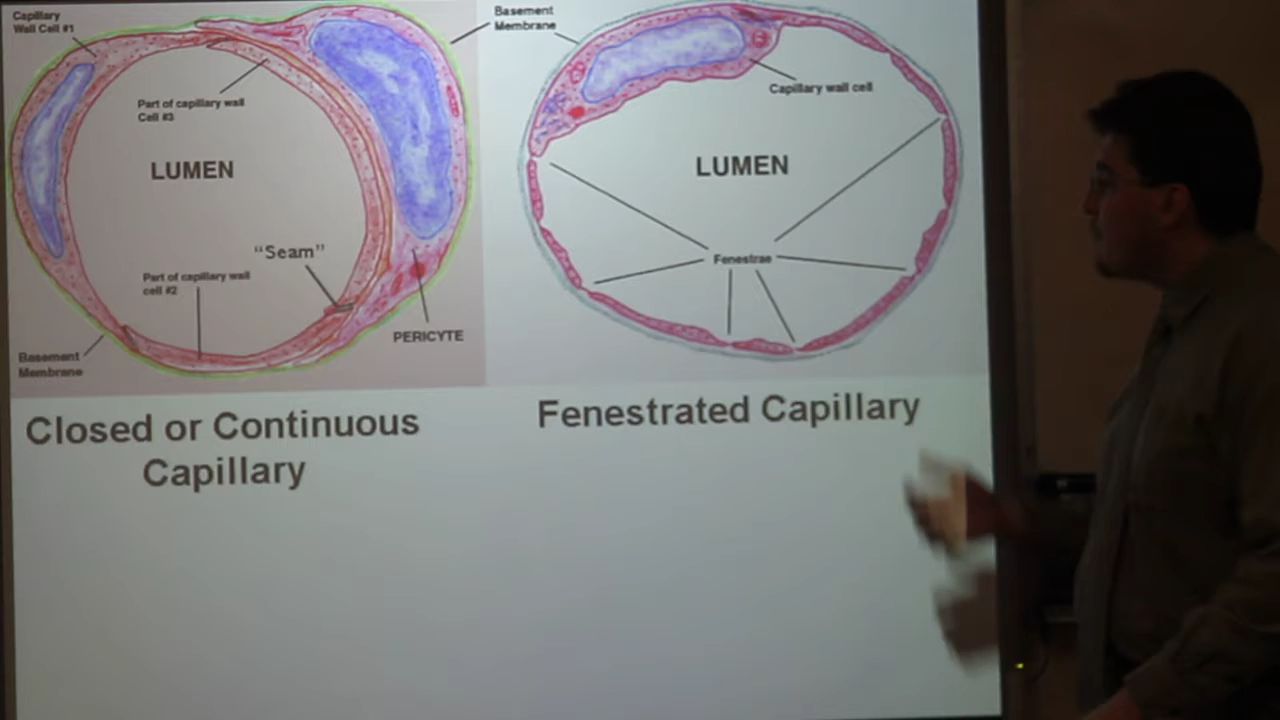 Capillary
Wall Cell #1
Part of capillary wall
Cell #3
LUMEN
"Seam"
Part of capillary wall
cell #2
PERICYTE
Basement
Membrane
Basement
Membrane
Capillary wall cell
LUMEN
Fenestrae
Closed or Continuous
Capillary
Fenestrated Capillary